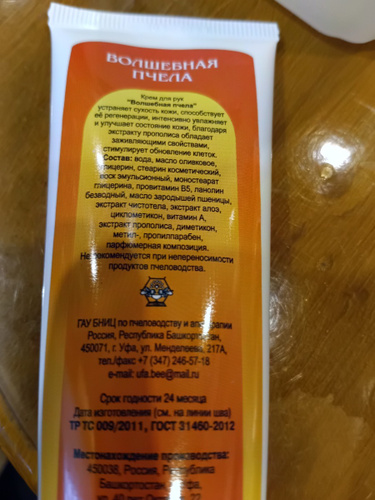 ВОЛШЕБНАЯ
ПЧЕЛА
Крем для рук
"Волшебная пчела"
устраняет сухость кожи, способствует
её регенерации, интенсивно увлажняет
и улучшает состояние кожи, благодаря
экстракту прополиса обладает
заживляющими свойствами,
стимулирует обновление клеток.
Состав: вода, масло оливковое,
глицерин, стеарин косметический,
воск эмульсионный, моностеарат
глицерина, провитамин В5, ланолин
безводный, масло зародышей пшеницы,
экстракт чистотела, экстракт алоэ,
циклометикон, витамин А,
экстракт прополиса, диметикон,
метил-, пропилпарабен,
парфюмерная композиция.
Не рекомендуется при непереносимости
продуктов пчеловодства.
ГАУ БНИЦ по пчеловодству и апитерапии
Россия, Республика Башкортостан,
450071, г. Уфа, ул. Менделеева, 217А,
тел./факс +7 (347) 246-57-18
e-mail: ufa.bee@mail.ru
Срок годности 24 месяца
Дата изготовления (см. на линии шва)
ТР ТС 009/2011, ГОСТ 31460-2012
Местонахождение производства:
450038, Россия, Республика
Башкортостан, г. Уфа,